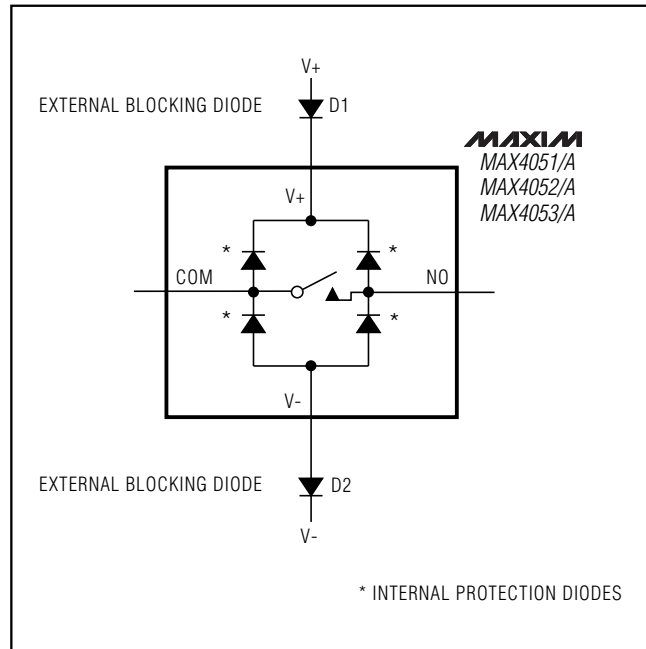 V+
EXTERNAL BLOCKING DIODE D1
MAXIM
MAX4051/A
MAX4052/A
MAX4053/A
V+
* *
COM NO
* *
V-
EXTERNAL BLOCKING DIODE D2
V-
* INTERNAL PROTECTION DIODES